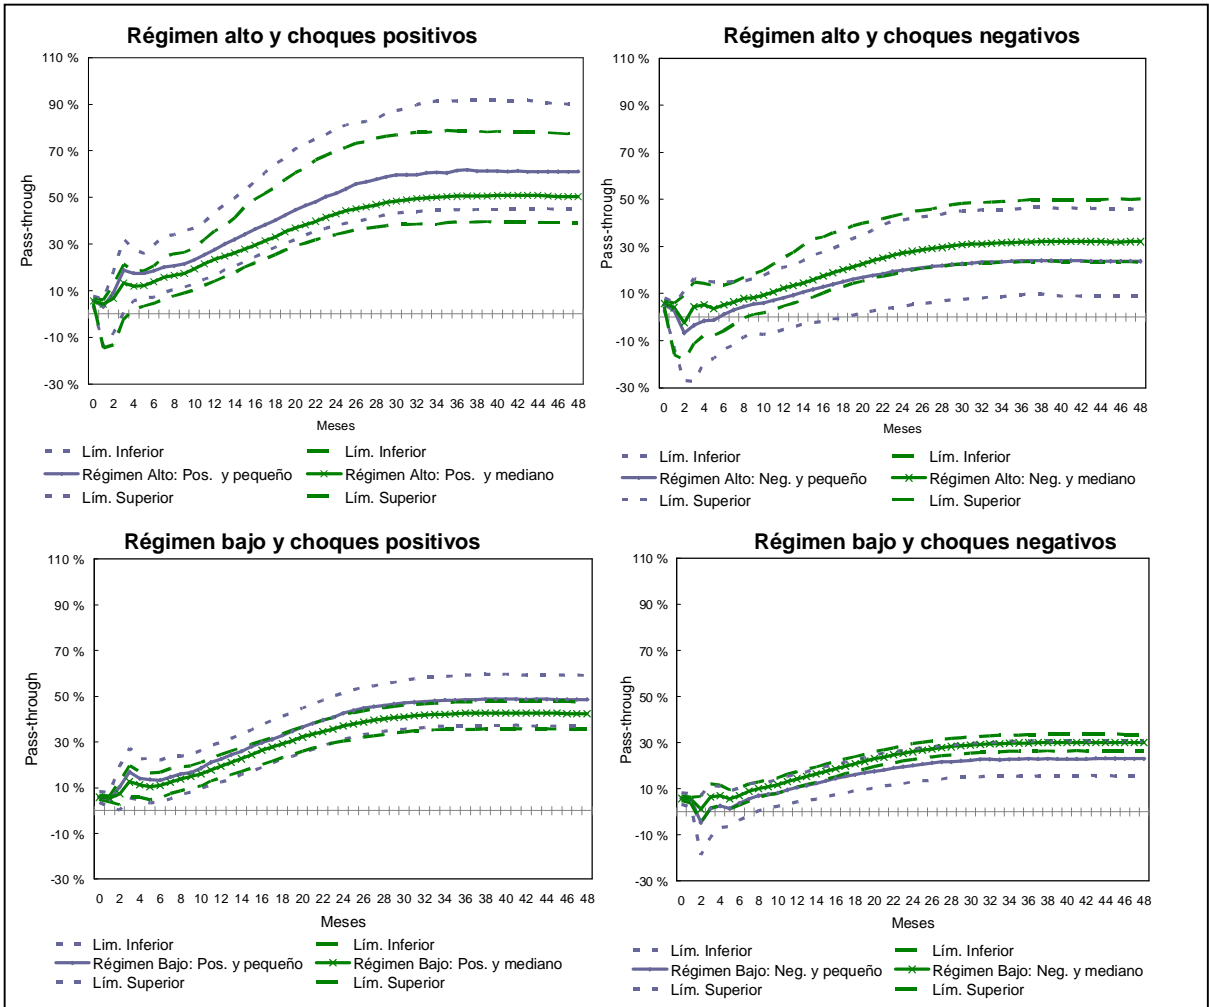 Régimen alto y choques positivos
110 %
90 %
70 %
50 %
30 %
10 %
-10 %
-30 %
Pass-through
0 2 4 6 8 10 12 14 16 18 20 22 24 26 28 30 32 34 36 38 40 42 44 46 48
Meses
Lím. Inferior
Lím. Inferior
Régimen Alto: Pos. y pequeño
Régimen Alto: Pos. y mediano
Lím. Superior
Lím. Superior
Régimen alto y choques negativos
110 %
90 %
70 %
50 %
30 %
10 %
-10 %
-30 %
Pass-through
0 2 4 6 8 10 12 14 16 18 20 22 24 26 28 30 32 34 36 38 40 42 44 46 48
Meses
Lím. Inferior
Lím. Inferior
Régimen Alto: Neg. y pequeño
Régimen Alto: Neg. y mediano
Lím. Superior
Lím. Superior
Régimen bajo y choques positivos
110 %
90 %
70 %
50 %
30 %
10 %
-10 %
-30 %
Pass-through
0 2 4 6 8 10 12 14 16 18 20 22 24 26 28 30 32 34 36 38 40 42 44 46 48
Meses
Lim. Inferior
Lím. Inferior
Régimen Bajo: Pos. y pequeño
Régimen Bajo: Pos. y mediano
Lím. Superior
Lím. Superior
Régimen bajo y choques negativos
110 %
90 %
70 %
50 %
30 %
10 %
-10 %
-30 %
Pass-through
0 2 4 6 8 10 12 14 16 18 20 22 24 26 28 30 32 34 36 38 40 42 44 46 48
Meses
Lím. Inferior
Lím. Inferior
Régimen Bajo: Neg. y pequeño
Régimen Bajo: Neg. y mediano
Lím. Superior
Lím. Superior